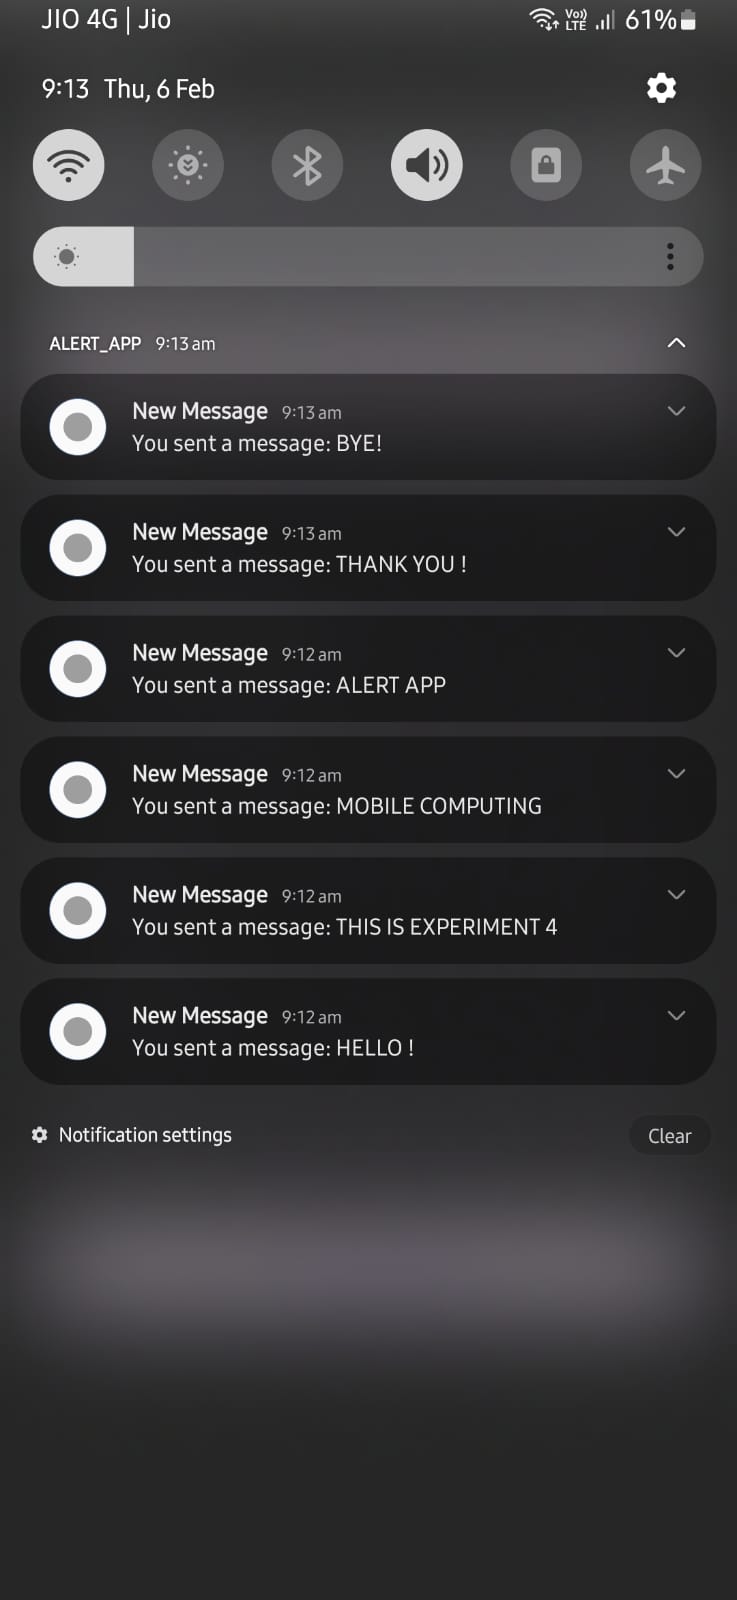 JIO 4G | Jio
Vo)) LTE 61%
9:13 Thu, 6 Feb
ALERT_APP 9:13 am
New Message 9:13 am
You sent a message: BYE!
New Message 9:13 am
You sent a message: THANK YOU !
New Message 9:12 am
You sent a message: ALERT APP
New Message 9:12 am
You sent a message: MOBILE COMPUTING
New Message 9:12 am
You sent a message: THIS IS EXPERIMENT 4
New Message 9:12 am
You sent a message: HELLO !
Notification settings
Clear